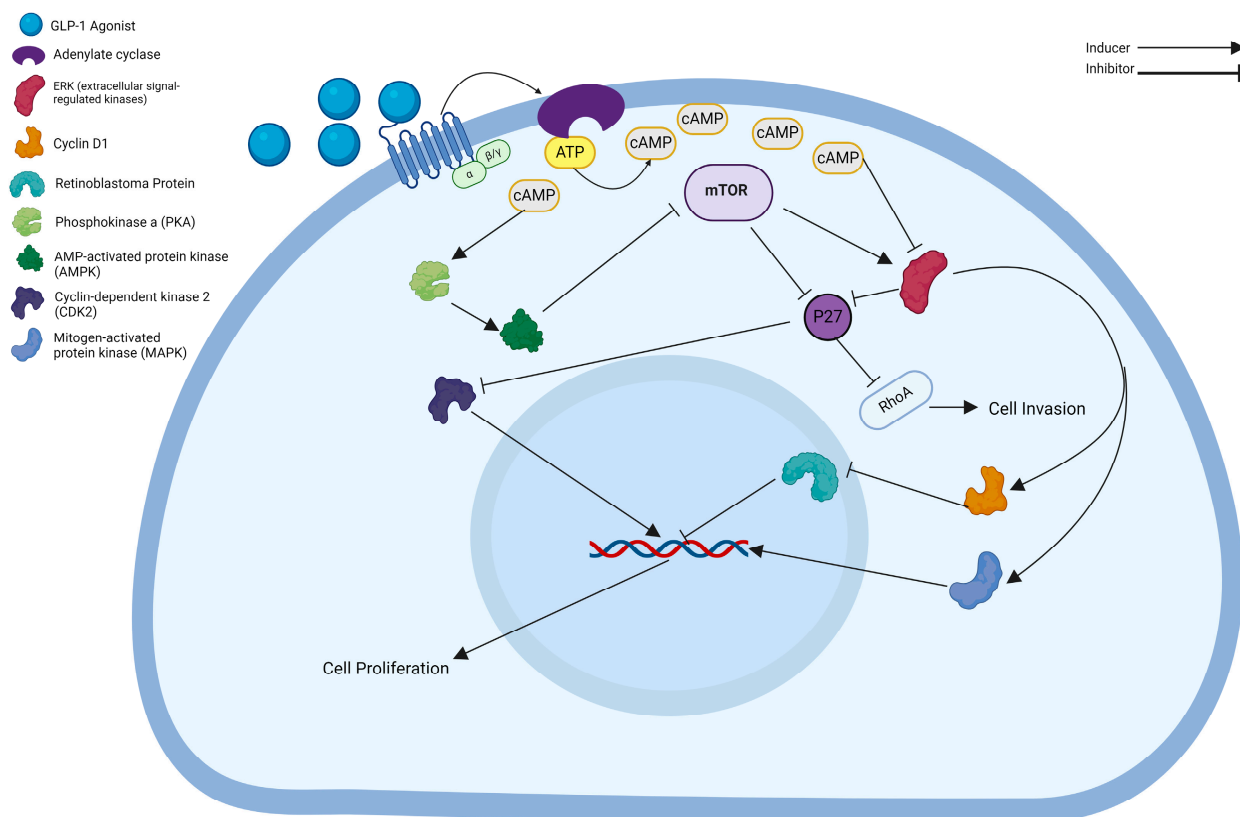 GLP-1 Agonist
Adenylate cyclase
ERK (extracellular signal-
regulated kinases)
Cyclin D1
Retinoblastoma Protein
Phosphokinase a (PKA)
AMP-activated protein kinase
(AMPK)
Cyclin-dependent kinase 2
(CDK2)
Mitogen-activated
protein kinase (MAPK)
Inducer
Inhibitor
β/γ
α
ATP
cAMP
cAMP
cAMP
cAMP
cAMP
mTOR
P27
RhoA
Cell Invasion
Cell Proliferation